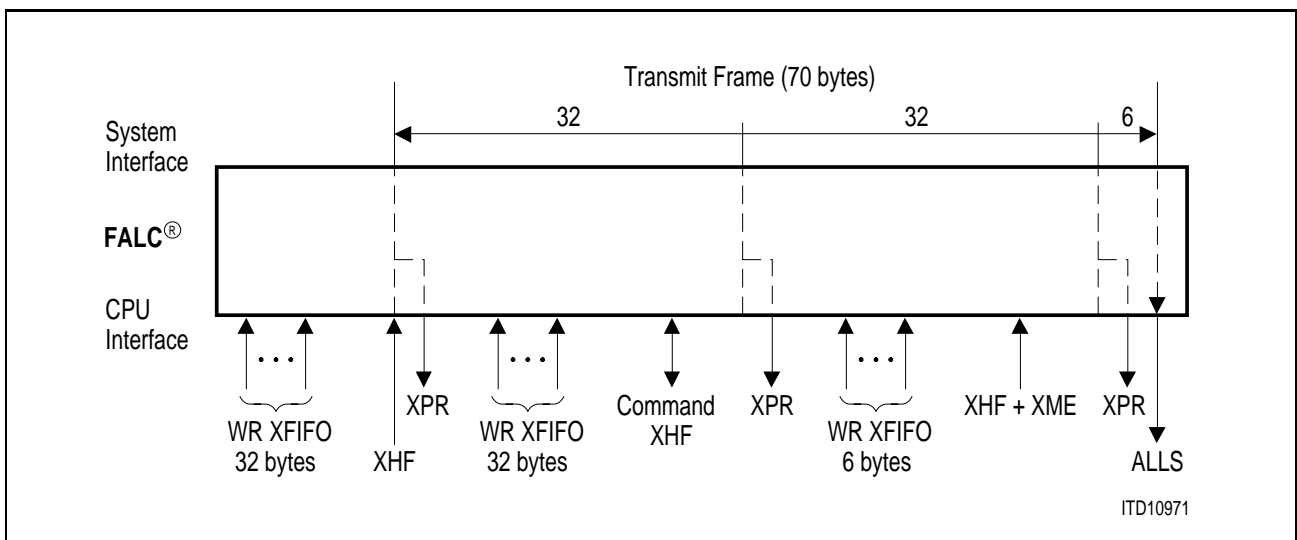 Transmit Frame (70 bytes)
32 32 6
System
Interface
FALC®
CPU
Interface
XPR Command XPR XHF + XME XPR
XHF
WR XFIFO WR XFIFO WR XFIFO
32 bytes XHF 32 bytes 6 bytes ALLS
ITD10971